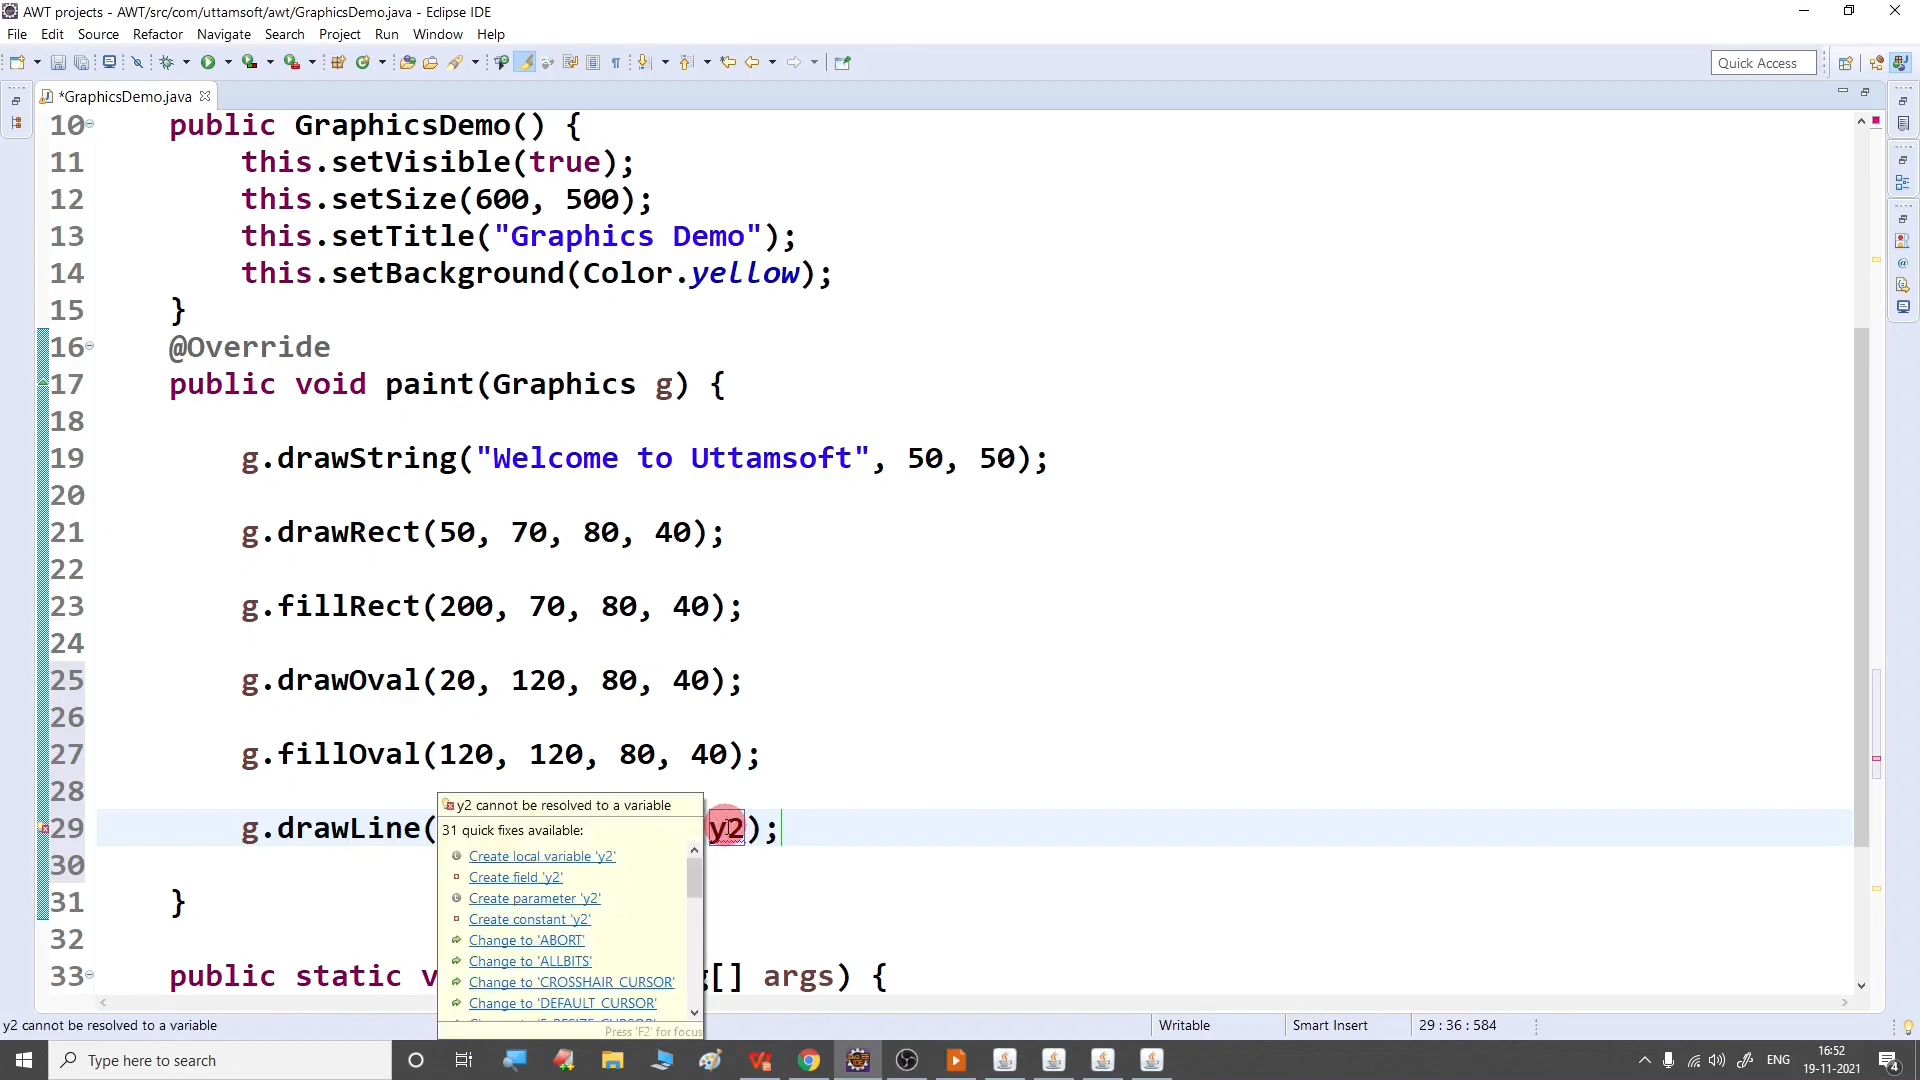 AWT projects - AWT/src/com/uttamsoft/awt/GraphicsDemo.java - Eclipse IDE
File Edit Source Refactor Navigate Search Project Run Window Help
Quick Access
*GraphicsDemo.java
10 public GraphicsDemo() {
11 this.setVisible(true);
12 this.setSize(600, 500);
13 this.setTitle("Graphics Demo");
14 this.setBackground(Color.yellow);
15 }
16 @Override
17 public void paint(Graphics g) {
18
19 g.drawString("Welcome to Uttamsoft", 50, 50);
20
21 g.drawRect(50, 70, 80, 40);
22
23 g.fillRect(200, 70, 80, 40);
24
25 g.drawOval(20, 120, 80, 40);
26
27 g.fillOval(120, 120, 80, 40);
28
29 g.drawLine( y2);
30
31 }
32
33 public static v g[] args) {
y2 cannot be resolved to a variable
31 quick fixes available:
Create local variable 'y2'
Create field 'y2'
Create parameter 'y2'
Create constant 'y2'
Change to 'ABORT'
Change to 'ALLBITS'
Change to 'CROSSHAIR_CURSOR'
Change to 'DEFAULT_CURSOR'
Press 'F2' for focus
y2 cannot be resolved to a variable
Writable
Smart Insert
29 : 36 : 584
Type here to search
ENG
16:52
19-11-2021
4